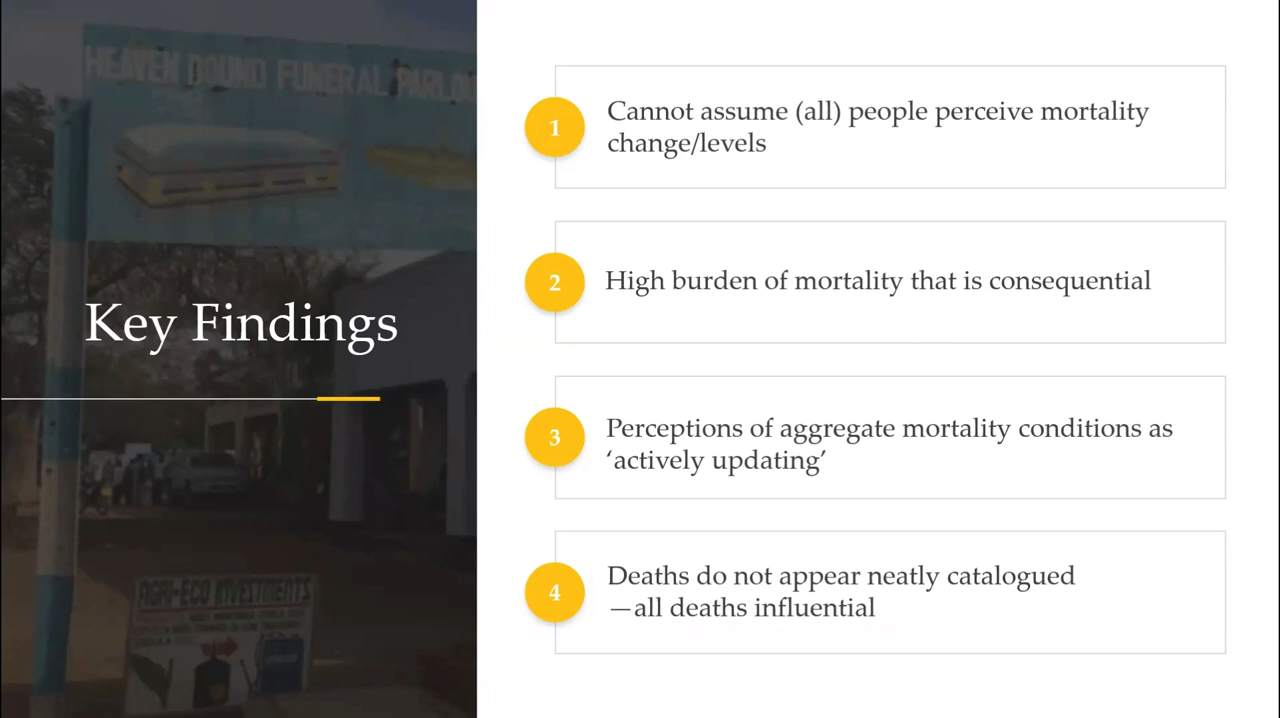 HEAVEN BOUND FUNERAL PARLOU
Key Findings
AGRI-ECO INVESTMENTS
1
Cannot assume (all) people perceive mortality
change/levels
2
High burden of mortality that is consequential
3
Perceptions of aggregate mortality conditions as
‘actively updating’
4
Deaths do not appear neatly catalogued
—all deaths influential